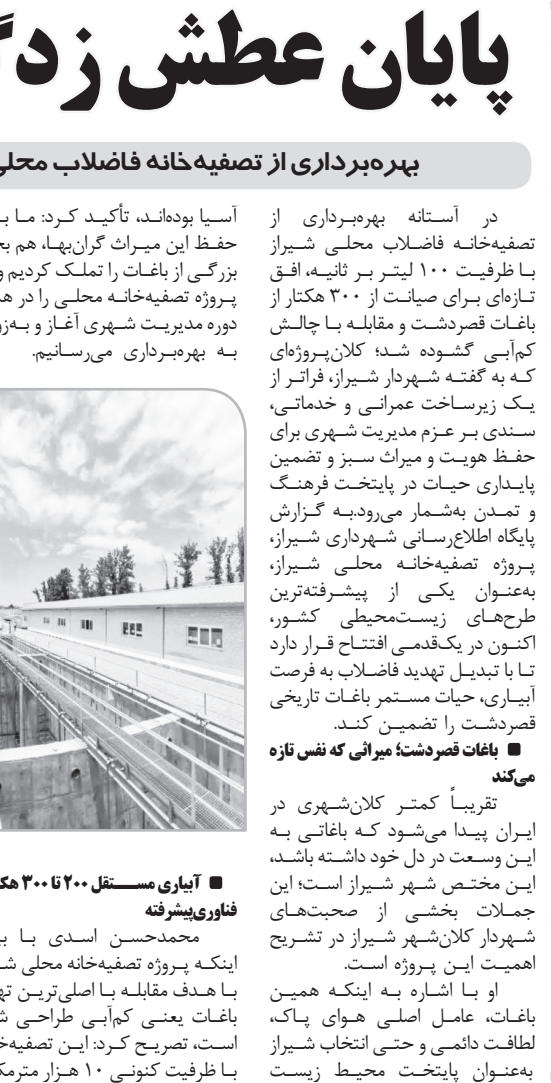 پایان عطش
بهره‌برداری از تصفیه‌خانه فاضلاب
در آستانه بهره‌برداری از
تصفیه‌خانه فاضلاب محلی شیراز
با ظرفیت ۱۰۰ لیتر بر ثانیه، افق
تازه‌ای برای صیانت از ۳۰۰ هکتار از
باغات قصردشت و مقابله با چالش
کم‌آبی گشوده شد؛ کلان‌پروژه‌ای
که به گفته شهردار شیراز، فراتر از
یک زیرساخت عمرانی و خدماتی،
سندی بر عزم مدیریت شهری برای
حفظ هویت و میراث سبز و تضمین
پایداری حیات در پایتخت فرهنگ
و تمدن به‌شمار می‌رود.به گزارش
پایگاه اطلاع‌رسانی شهرداری شیراز،
پروژه تصفیه‌خانه محلی شیراز،
به‌عنوان یکی از پیشرفته‌ترین
طرح‌های زیست‌محیطی کشور،
اکنون در یک‌قدمی افتتاح قرار دارد
تا با تبدیل تهدید فاضلاب به فرصت
آبیاری، حیات مستمر باغات تاریخی
قصردشت را تضمین کند.
■ باغات قصردشت؛ میراثی که نفس تازه
می‌کند
تقریباً کمتر کلان‌شهری در
ایران پیدا می‌شود که باغاتی به
این وسعت در دل خود داشته باشد،
این مختص شهر شیراز است؛ این
جملات بخشی از صحبت‌های
شهردار کلان‌شهر شیراز در تشریح
اهمیت این پروژه است.
او با اشاره به اینکه همین
باغات، عامل اصلی هوای پاک،
لطافت دائمی و حتی انتخاب شیراز
به‌عنوان پایتخت محیط زیست
آسیا بوده‌اند، تأکید کرد: ما
حفظ این میراث گران‌بها، هم
بزرگی از باغات را تملک کردیم و
پروژه تصفیه‌خانه محلی را در
دوره مدیریت شهری آغاز و
به بهره‌برداری می‌رسانیم.
■ آبیاری مستقل ۲۰۰ تا ۳۰۰
فناوری‌پیشرفته
محمدحسن اسدی با
اینکه پروژه تصفیه‌خانه محلی
با هدف مقابله با اصلی‌ترین
باغات یعنی کم‌آبی طراحی
است، تصریح کرد: این
با ظرفیت کنونی ۱۰ هزار